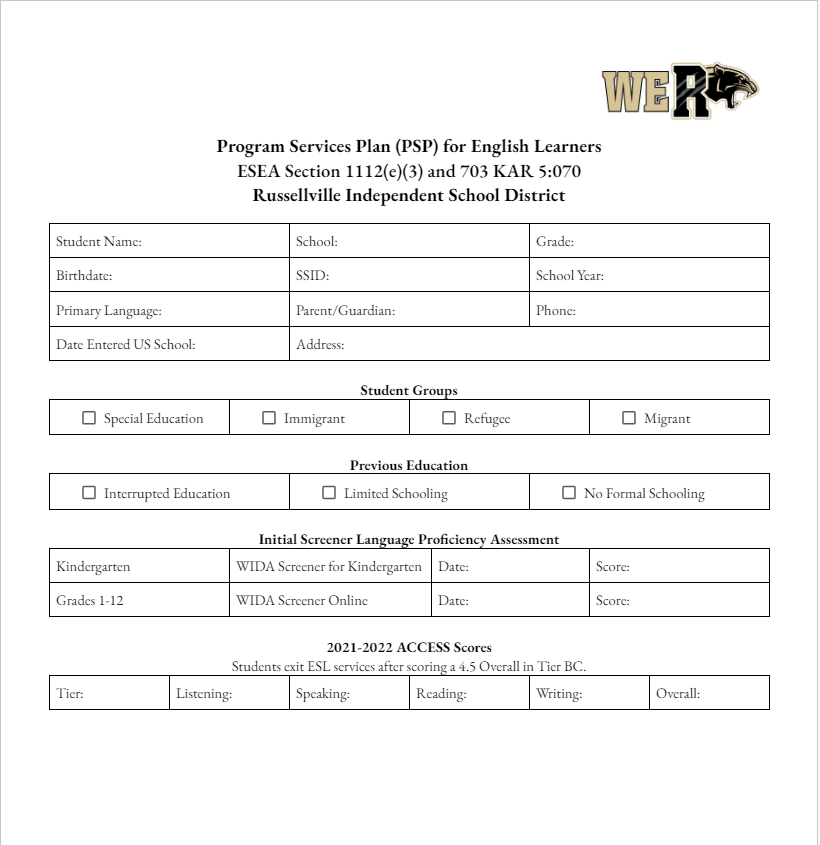 WER
Program Services Plan (PSP) for English Learners
ESEA Section 1112(e)(3) and 703 KAR 5:070
Russellville Independent School District
Student Name: School: Grade:
Birthdate: SSID: School Year:
Primary Language: Parent/Guardian: Phone:
Date Entered US School: Address:
Student Groups
Special Education Immigrant Refugee Migrant
Previous Education
Interrupted Education Limited Schooling No Formal Schooling
Initial Screener Language Proficiency Assessment
Kindergarten WIDA Screener for Kindergarten Date: Score:
Grades 1-12 WIDA Screener Online Date: Score:
2021-2022 ACCESS Scores
Students exit ESL services after scoring a 4.5 Overall in Tier BC.
Tier: Listening: Speaking: Reading: Writing: Overall: